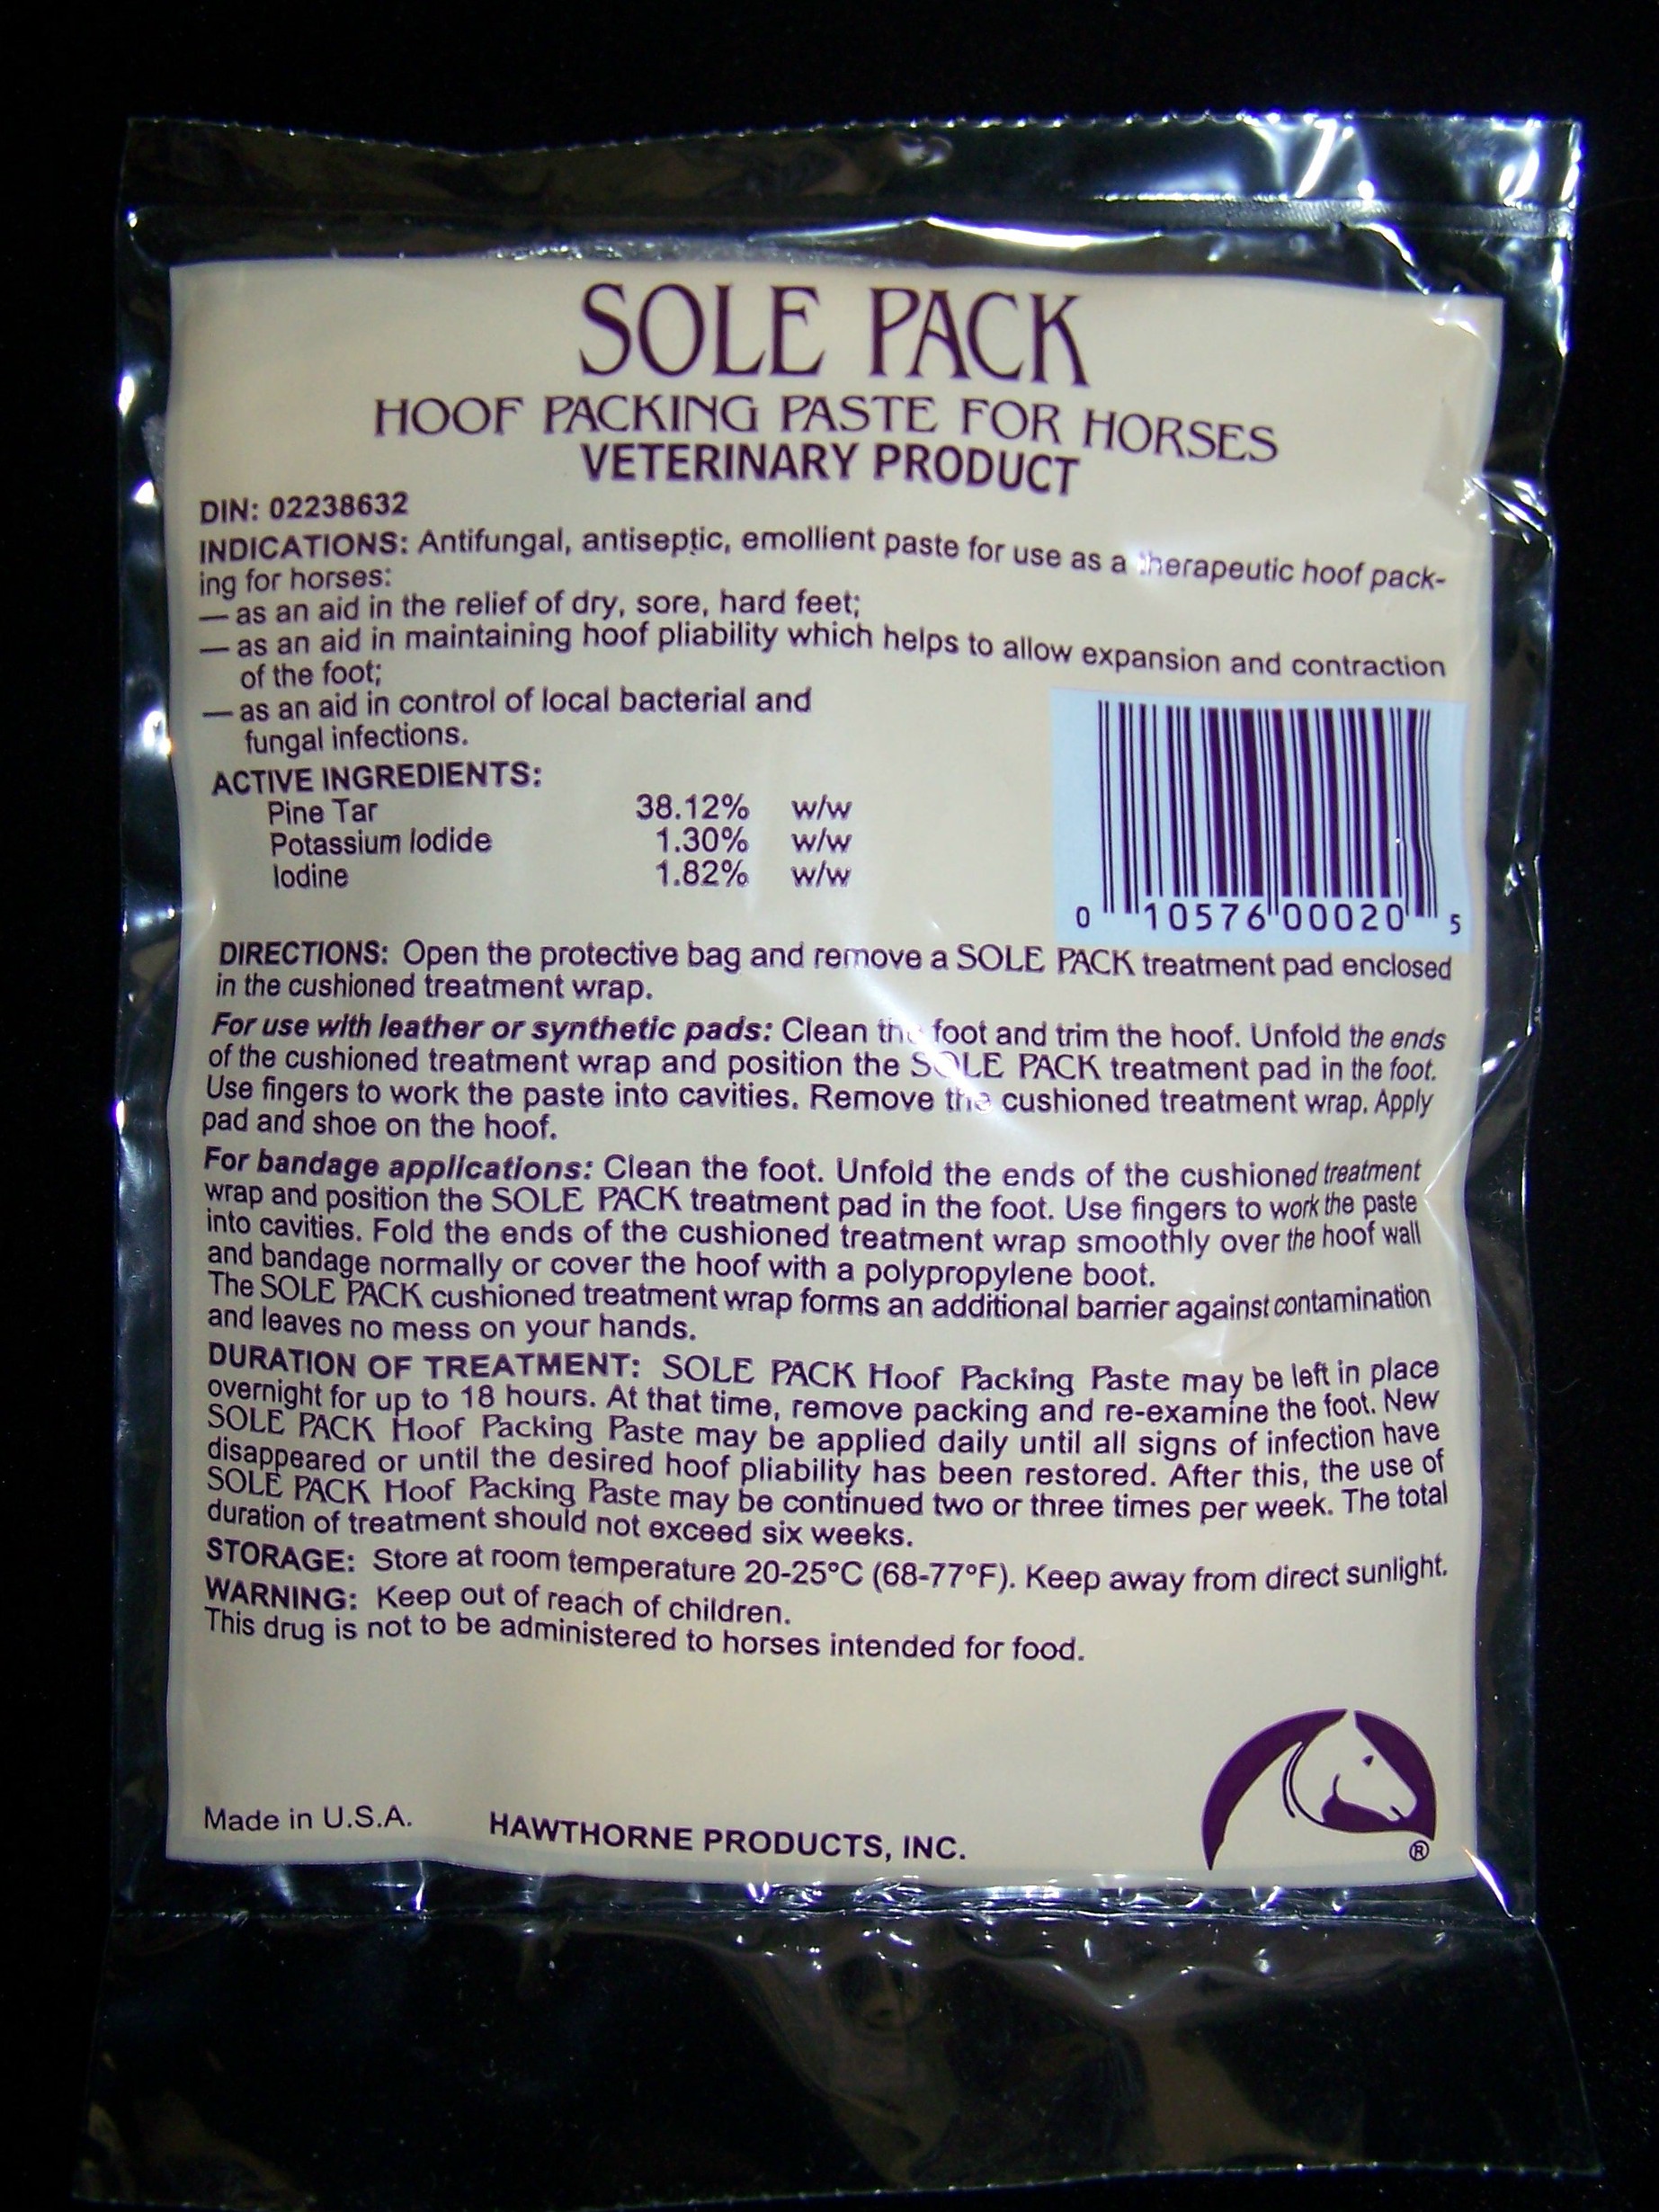 SOLE PACK
HOOF PACKING PASTE FOR HORSES
VETERINARY PRODUCT
DIN: 02238632
INDICATIONS: Antifungal, antiseptic, emollient paste for use as a therapeutic hoof pack-
ing for horses:
— as an aid in the relief of dry, sore, hard feet;
— as an aid in maintaining hoof pliability which helps to allow expansion and contraction
of the foot;
— as an aid in control of local bacterial and
fungal infections.
ACTIVE INGREDIENTS:
Pine Tar 38.12% w/w
Potassium Iodide 1.30% w/w
Iodine 1.82% w/w
0 10576 00020 5
DIRECTIONS: Open the protective bag and remove a SOLE PACK treatment pad enclosed
in the cushioned treatment wrap.
For use with leather or synthetic pads: Clean the foot and trim the hoof. Unfold the ends
of the cushioned treatment wrap and position the SOLE PACK treatment pad in the foot.
Use fingers to work the paste into cavities. Remove the cushioned treatment wrap. Apply
pad and shoe on the hoof.
For bandage applications: Clean the foot. Unfold the ends of the cushioned treatment
wrap and position the SOLE PACK treatment pad in the foot. Use fingers to work the paste
into cavities. Fold the ends of the cushioned treatment wrap smoothly over the hoof wall
and bandage normally or cover the hoof with a polypropylene boot.
The SOLE PACK cushioned treatment wrap forms an additional barrier against contamination
and leaves no mess on your hands.
DURATION OF TREATMENT: SOLE PACK Hoof Packing Paste may be left in place
overnight for up to 18 hours. At that time, remove packing and re-examine the foot. New
SOLE PACK Hoof Packing Paste may be applied daily until all signs of infection have
disappeared or until the desired hoof pliability has been restored. After this, the use of
SOLE PACK Hoof Packing Paste may be continued two or three times per week. The total
duration of treatment should not exceed six weeks.
STORAGE: Store at room temperature 20-25°C (68-77°F). Keep away from direct sunlight.
WARNING: Keep out of reach of children.
This drug is not to be administered to horses intended for food.
Made in U.S.A. HAWTHORNE PRODUCTS, INC.
®